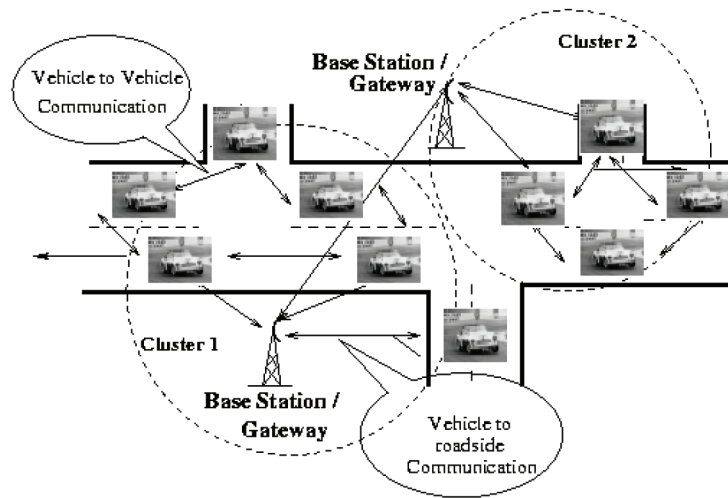 Cluster 2
Base Station /
Gateway
Vehicle to Vehicle
Communication
Cluster 1
Base Station /
Gateway
Vehicle to
roadside
Communication